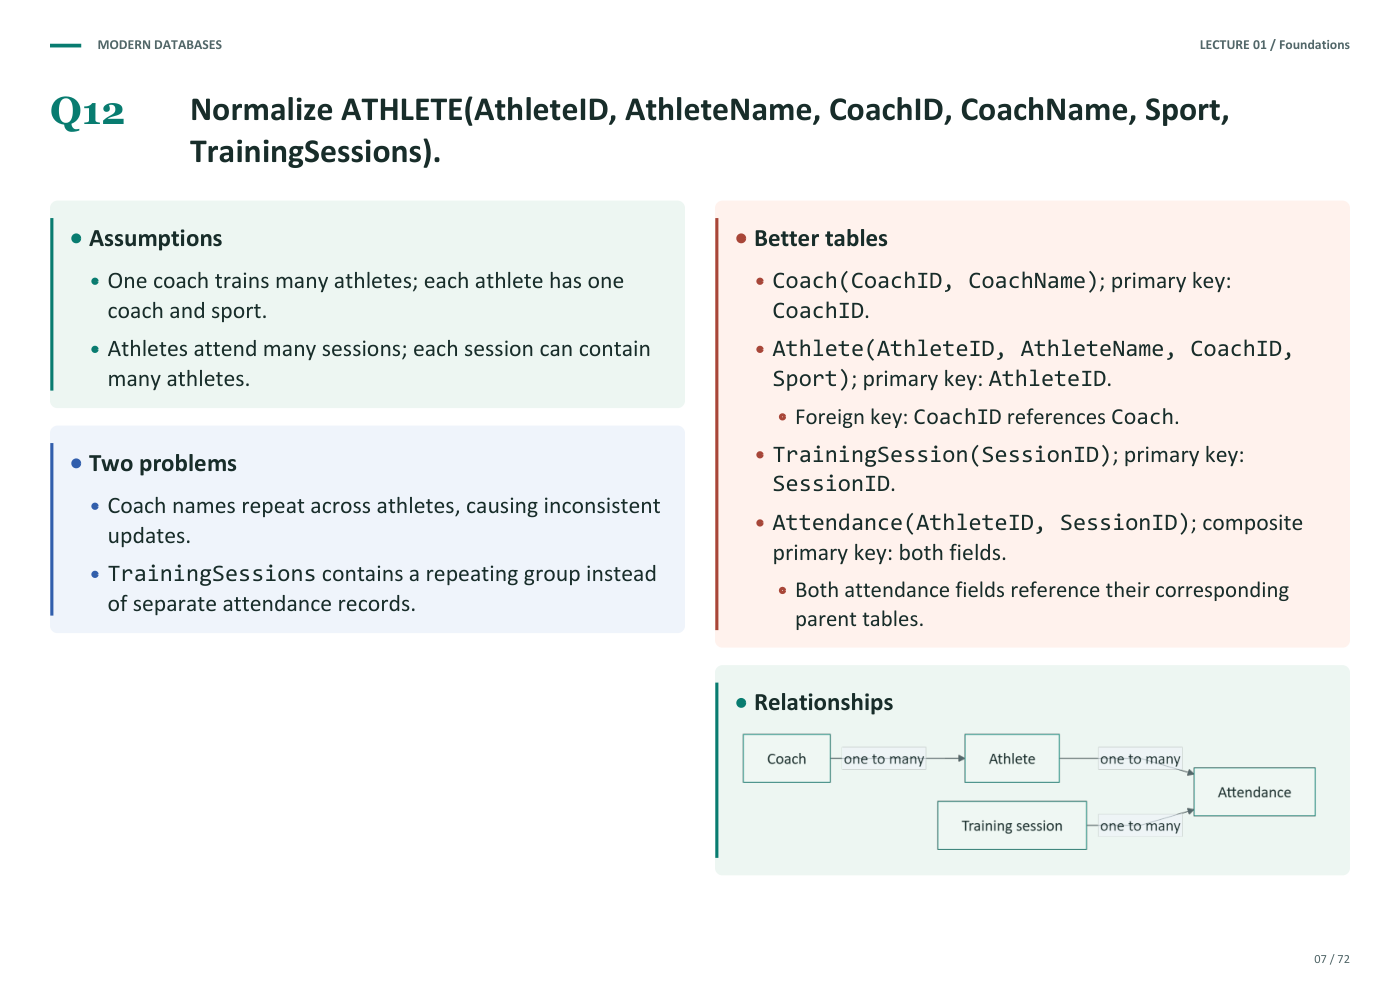 MODERN DATABASES
LECTURE 01 / Foundations
Q12
Normalize ATHLETE(AthleteID, AthleteName, CoachID, CoachName, Sport,
TrainingSessions).
• Assumptions
• One coach trains many athletes; each athlete has one
coach and sport.
• Athletes attend many sessions; each session can contain
many athletes.
• Two problems
• Coach names repeat across athletes, causing inconsistent
updates.
• TrainingSessions contains a repeating group instead
of separate attendance records.
• Better tables
• Coach(CoachID, CoachName); primary key:
CoachID.
• Athlete(AthleteID, AthleteName, CoachID,
Sport); primary key: AthleteID.
• Foreign key: CoachID references Coach.
• TrainingSession(SessionID); primary key:
SessionID.
• Attendance(AthleteID, SessionID); composite
primary key: both fields.
• Both attendance fields reference their corresponding
parent tables.
• Relationships
Coach
one to many
Athlete
one to many
Attendance
Training session
one to many
07 / 72